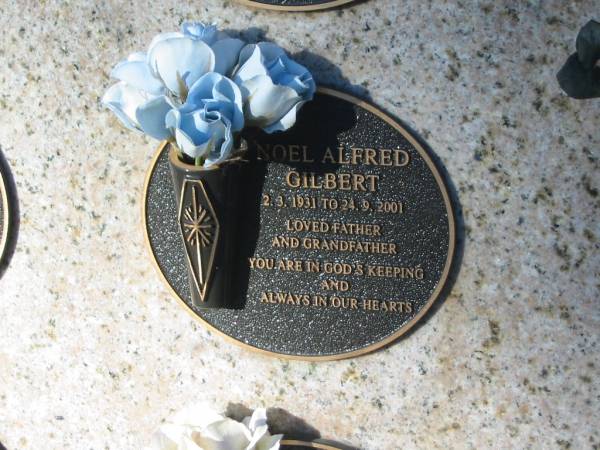 NOEL ALFRED
GILBERT
2. 3. 1931 TO 24. 9. 2001
LOVED FATHER
AND GRANDFATHER
YOU ARE IN GOD'S KEEPING
AND
ALWAYS IN OUR HEARTS